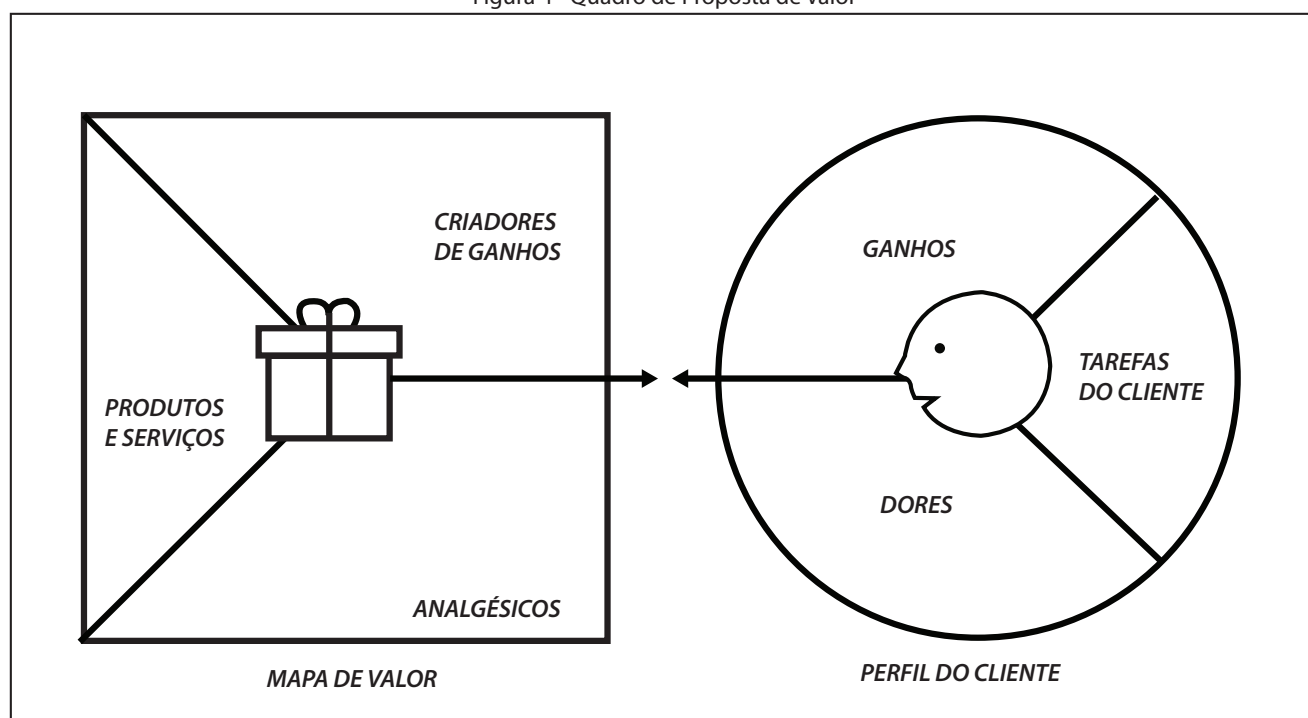 Figura 1 - Quadro de Proposta de Valor
CRIADORES
DE GANHOS
PRODUTOS
E SERVIÇOS
ANALGÉSICOS
MAPA DE VALOR
GANHOS
TAREFAS
DO CLIENTE
DORES
PERFIL DO CLIENTE